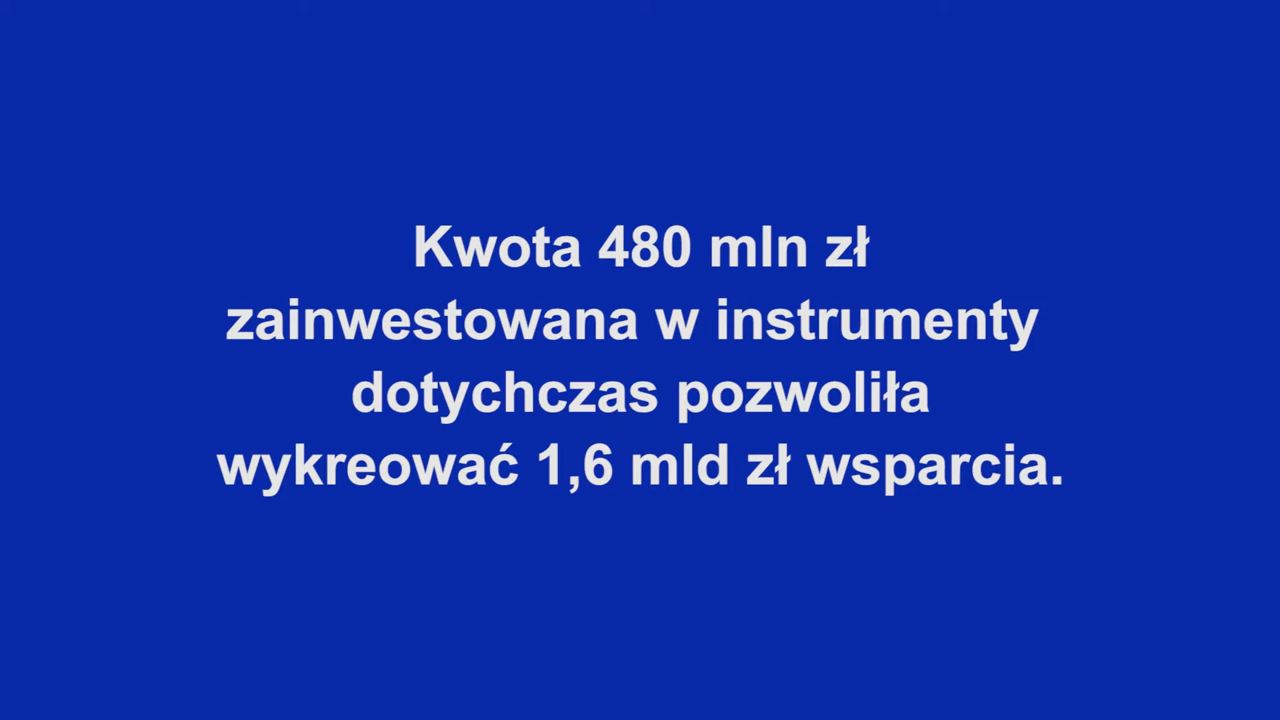 Kwota 480 mln zł
zainwestowana w instrumenty
dotychczas pozwoliła
wykreować 1,6 mld zł wsparcia.